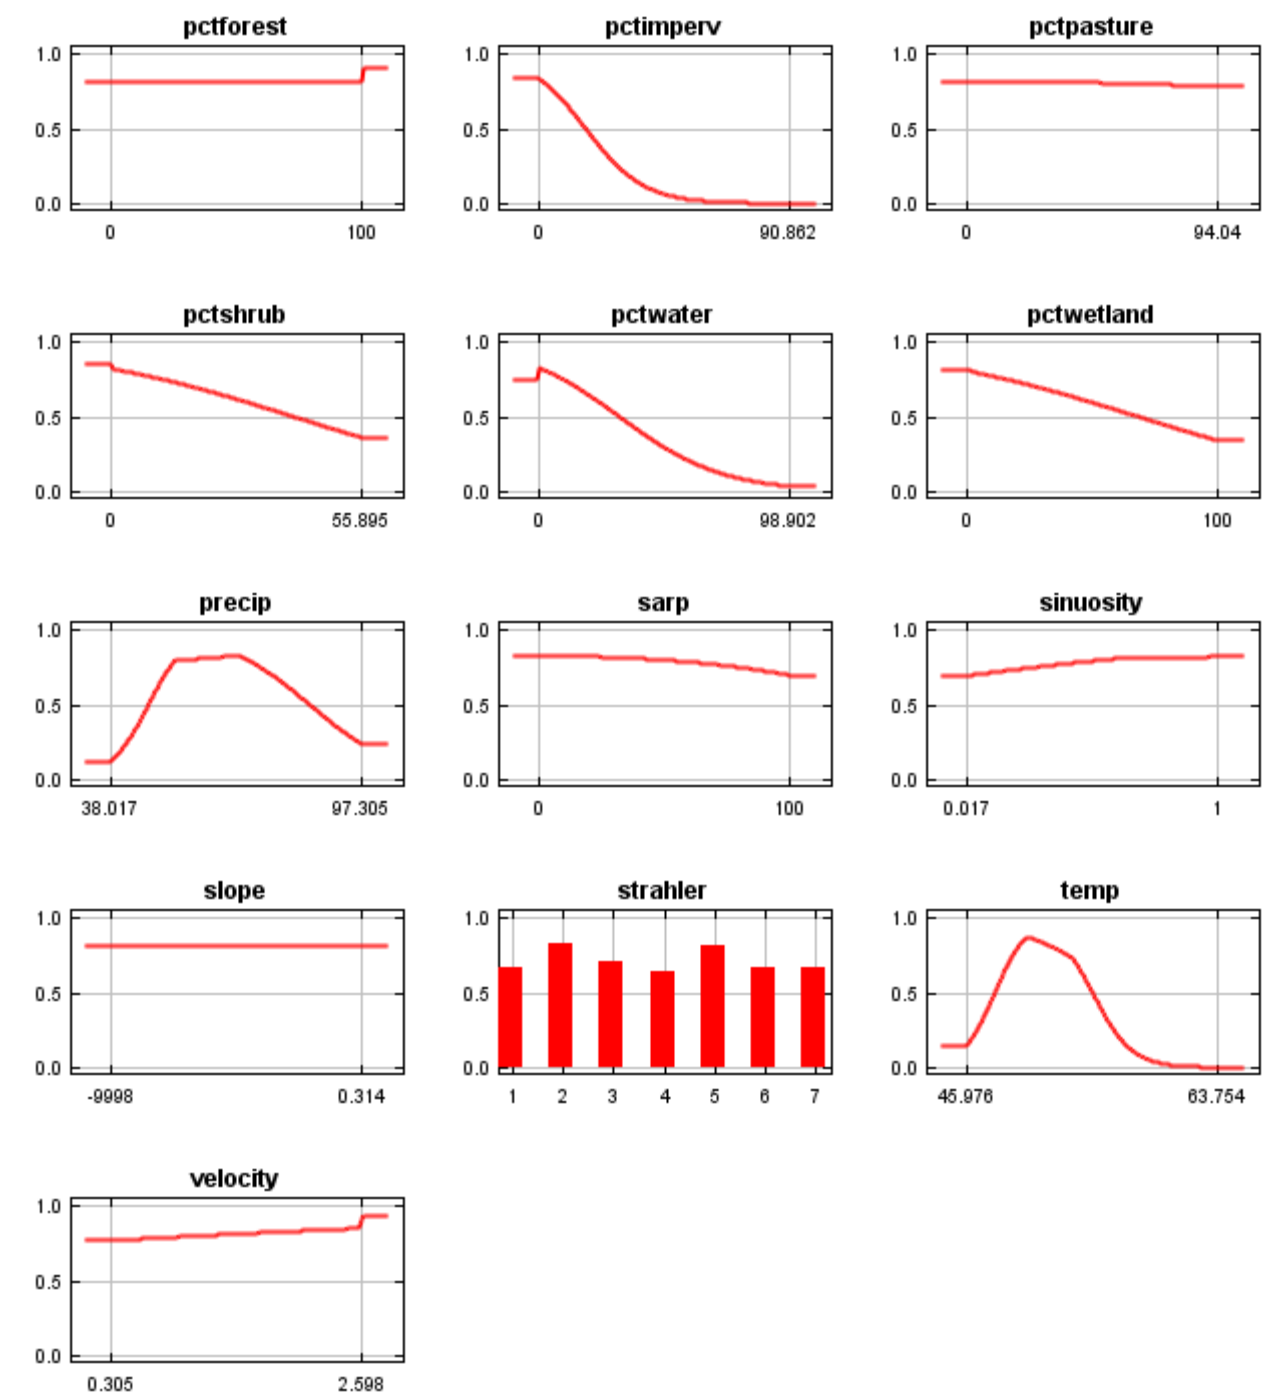 pctforest pctimperv pctpasture
1.0 1.0 1.0
0.5 0.5 0.5
0.0 0.0 0.0
0 100 0 90.862 0 94.04
pctshrub pctwater pctwetland
1.0 1.0 1.0
0.5 0.5 0.5
0.0 0.0 0.0
0 55.895 0 98.902 0 100
precip sarp sinuosity
1.0 1.0 1.0
0.5 0.5 0.5
0.0 0.0 0.0
38.017 97.305 0 100 0.017 1
slope strahler temp
1.0 1.0 1.0
0.5 0.5 0.5
0.0 0.0 0.0
-9998 0.314 1 2 3 4 5 6 7 45.976 63.754
velocity
1.0
0.5
0.0
0.305 2.598